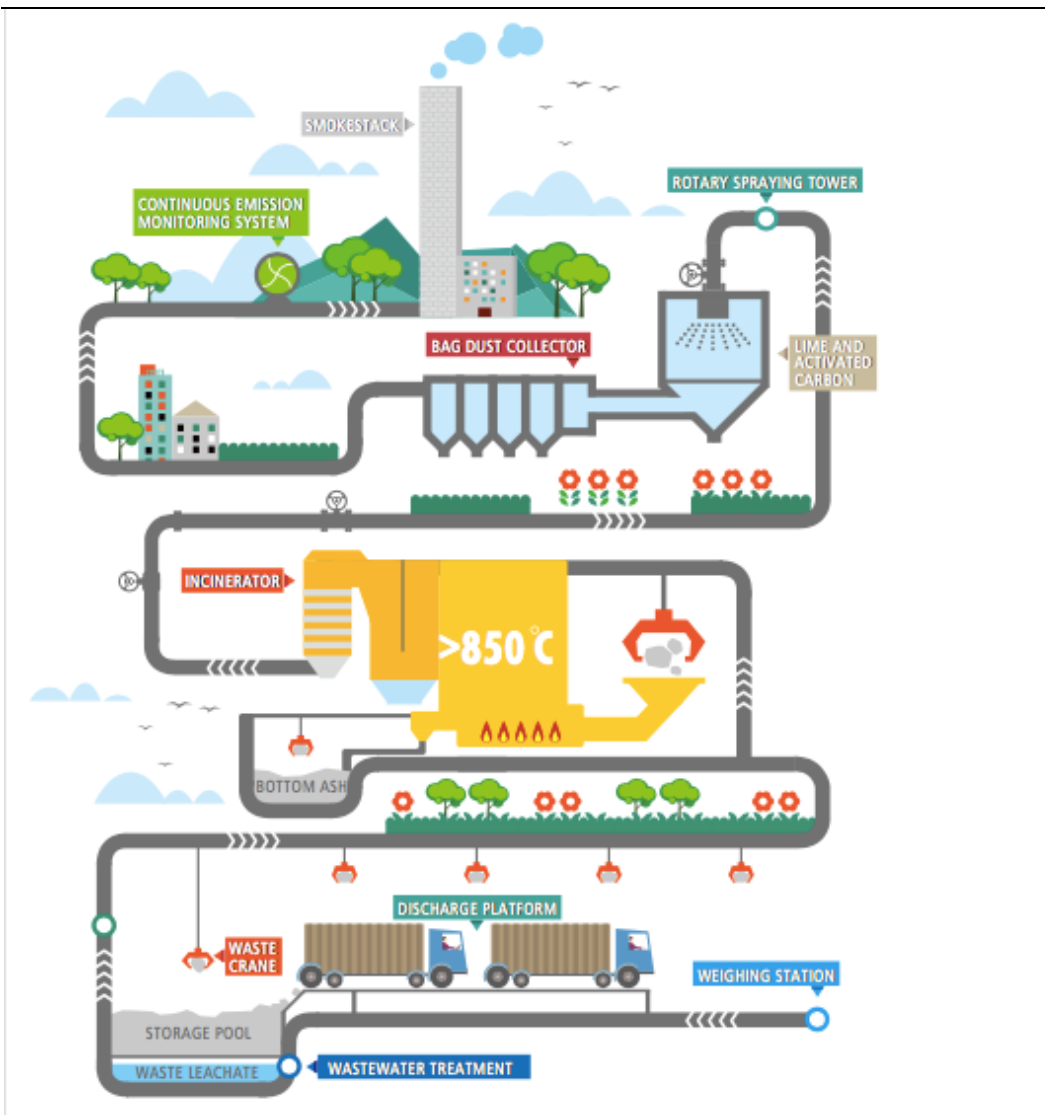 SMOKESTACK
ROTARY SPRAYING TOWER
CONTINUOUS EMISSION
MONITORING SYSTEM
BAG DUST COLLECTOR
LIME AND
ACTIVATED
CARBON
INCINERATOR
>850°C
BOTTOM ASH
DISCHARGE PLATFORM
WASTE
CRANE
WEIGHING STATION
STORAGE POOL
WASTE LEACHATE
WASTEWATER TREATMENT